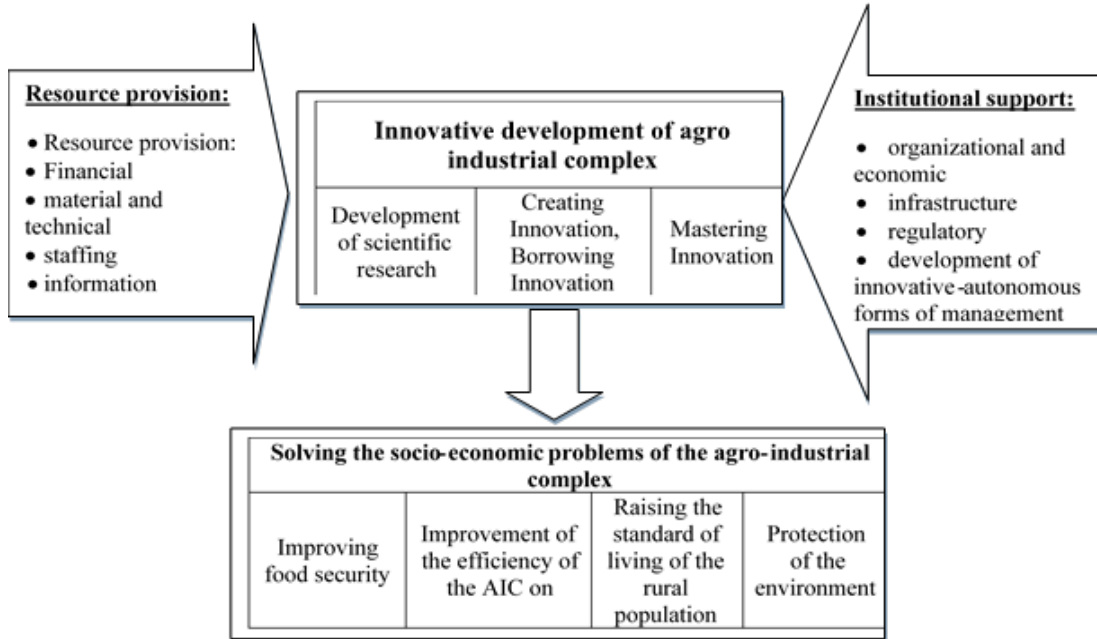 Resource provision:
• Resource provision:
• Financial
• material and
technical
• staffing
• information
Innovative development of agro
industrial complex
Development
of scientific
research
Creating
Innovation,
Borrowing
Innovation
Mastering
Innovation
Institutional support:
• organizational and
economic
• infrastructure
• regulatory
• development of
innovative-autonomous
forms of management
Solving the socio-economic problems of the agro-industrial
complex
Improving
food security
Improvement of
the efficiency of
the AIC on
Raising the
standard of
living of the
rural
population
Protection
of the
environment